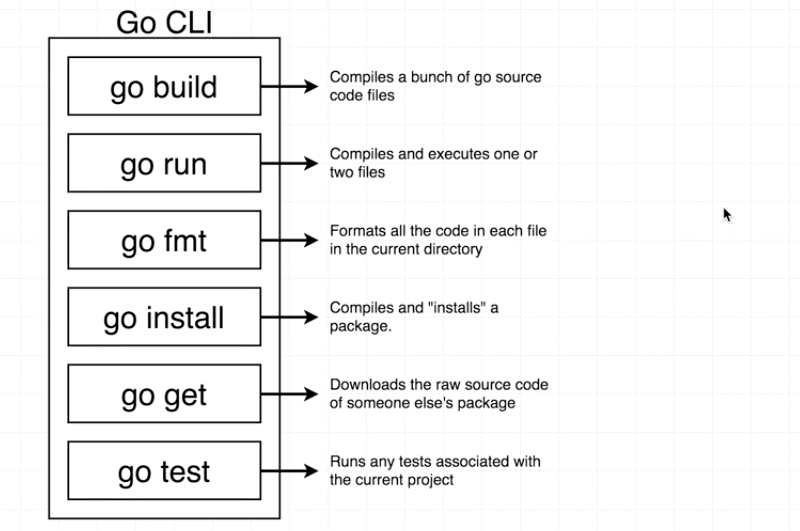 Go CLI
go build
Compiles a bunch of go source
code files
go run
Compiles and executes one or
two files
go fmt
Formats all the code in each file
in the current directory
go install
Compiles and "installs" a
package.
go get
Downloads the raw source code
of someone else's package
go test
Runs any tests associated with
the current project